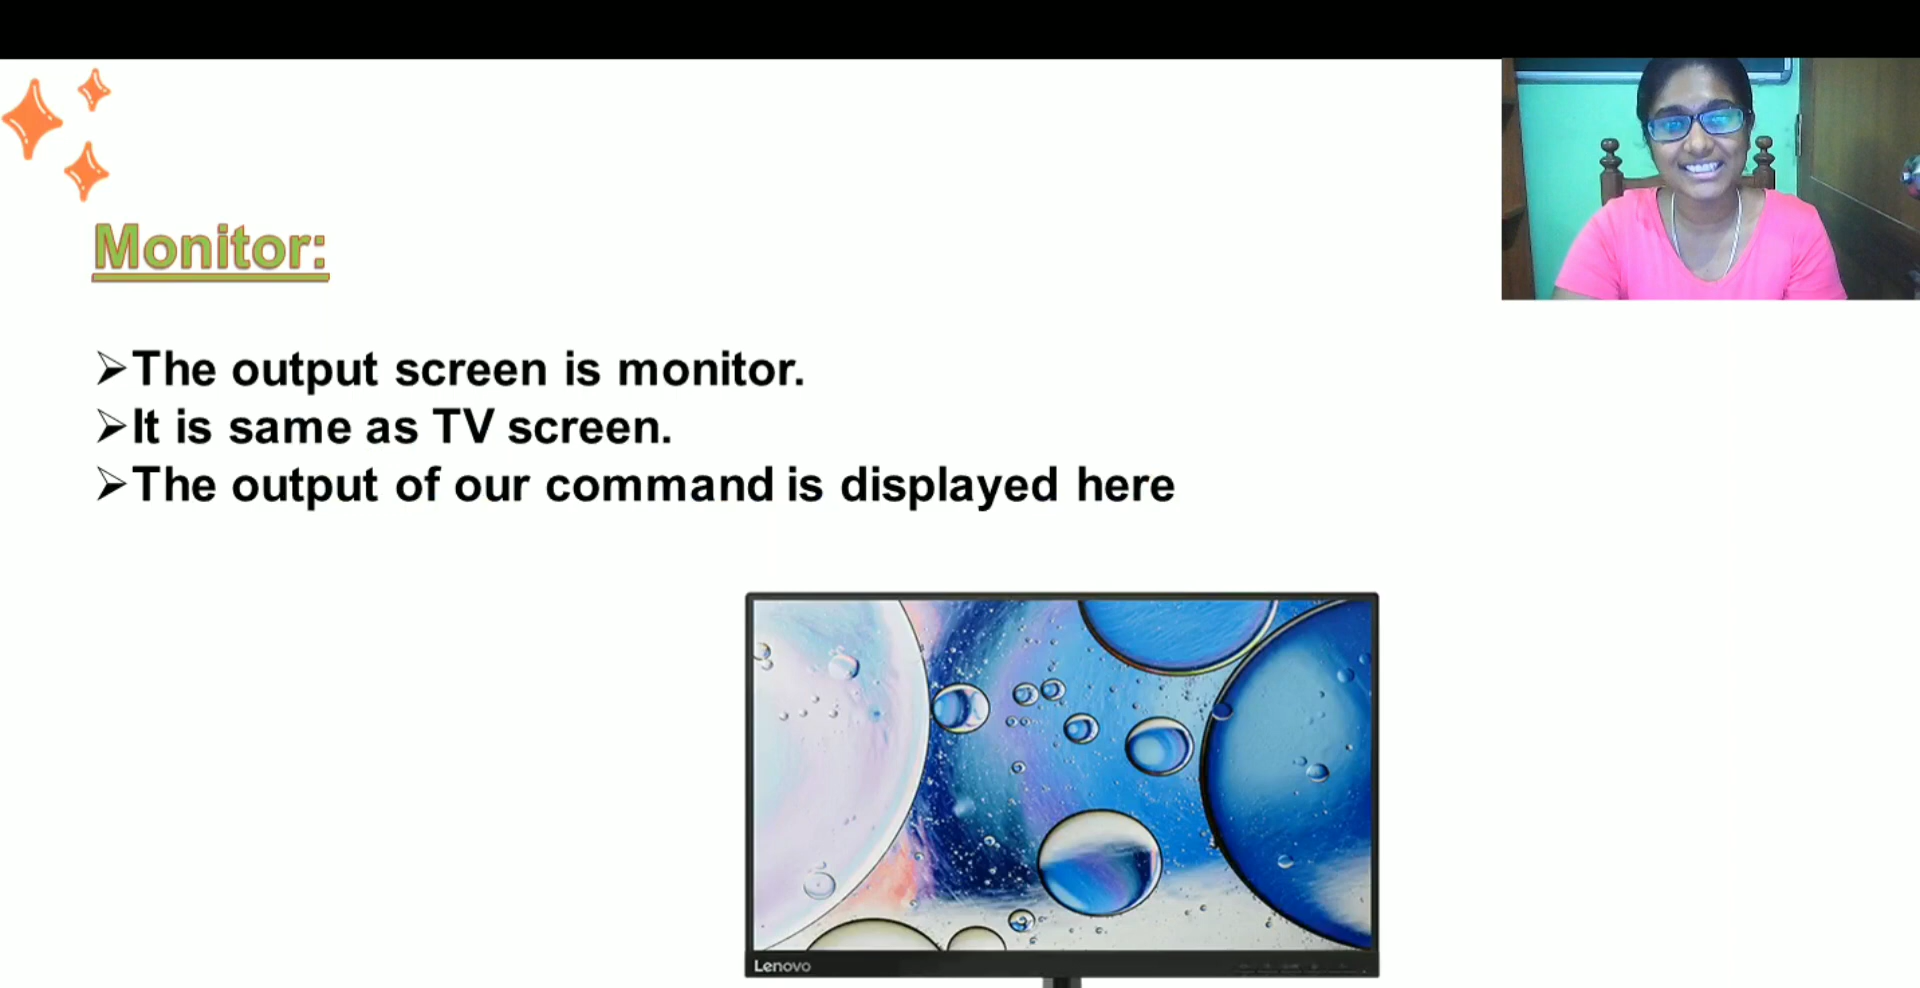 Monitor:
➢The output screen is monitor.
➢It is same as TV screen.
➢The output of our command is displayed here
Lenovo